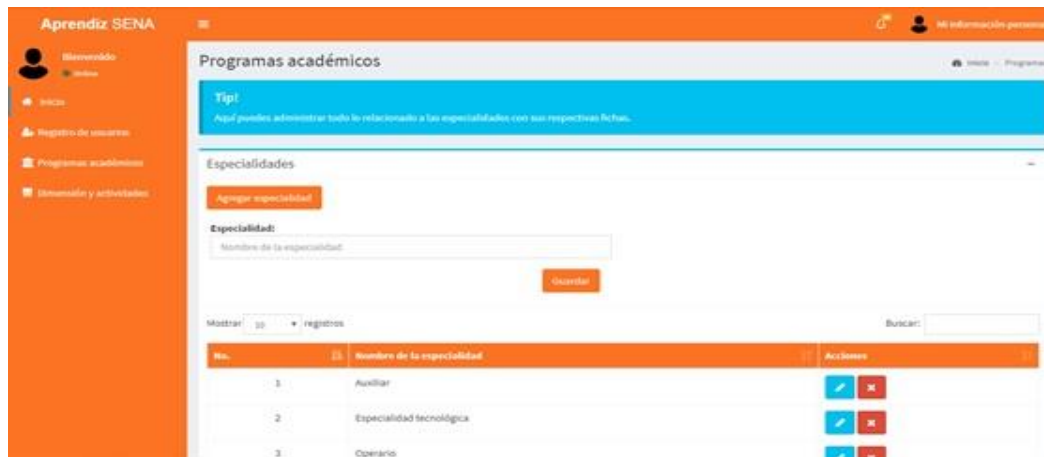 Aprendiz SENA
Mi información persona
Bienvenido
Online
Inicio
Registro de usuarios
Programas académicos
Dimensión y actividades
Programas académicos
Inicio
Programa
Tip!
Aquí puedes administrar todo lo relacionado a las especialidades con sus respectivas fichas.
Especialidades
Agregar especialidad
Especialidad:
Nombre de la especialidad
Guardar
Mostrar 10 registros
Buscar:
No. Nombre de la especialidad Acciones
1 Auxiliar
2 Especialidad tecnológica
3 Operario